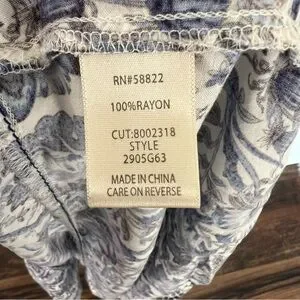 RN#58822
100%RAYON
CUT:8002318
STYLE
2905G63
MADE IN CHINA
CARE ON REVERSE